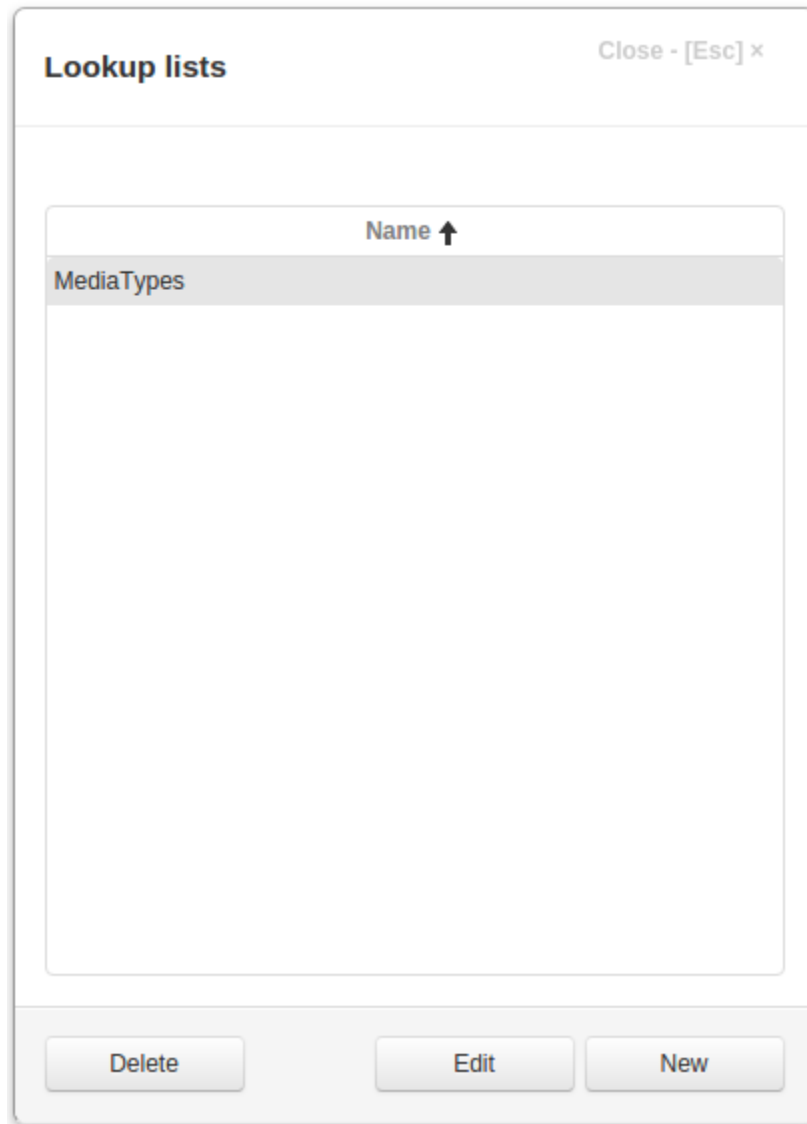 Lookup lists
Close - [Esc] ×
Name
MediaTypes
Delete
Edit
New